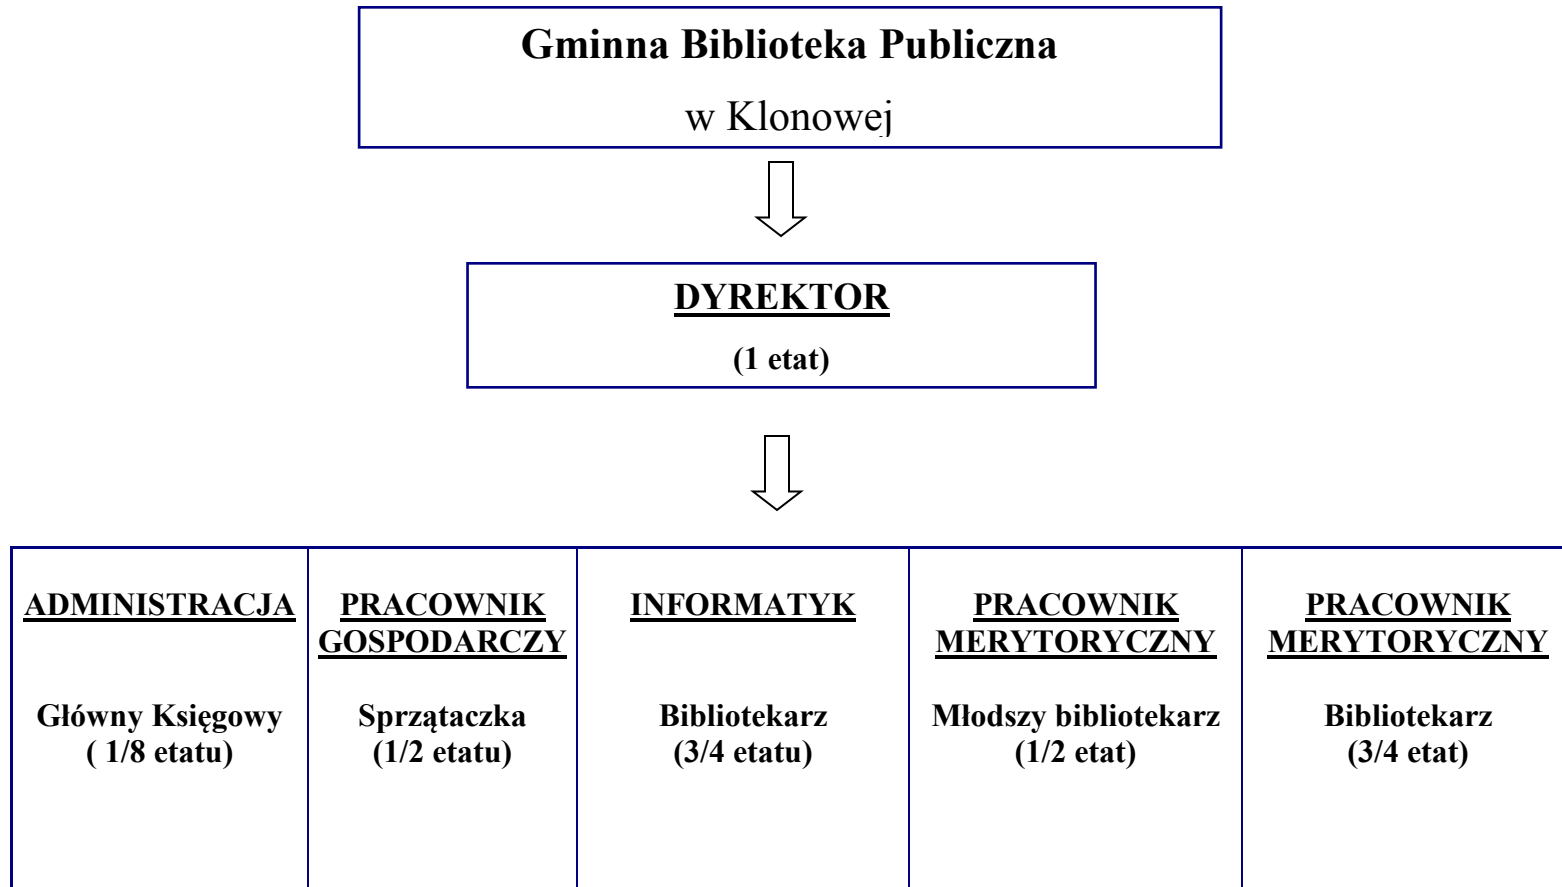 Gminna Biblioteka Publiczna
w Klonowej
DYREKTOR
(1 etat)
ADMINISTRACJA
Główny Księgowy
( 1/8 etatu)
PRACOWNIK
GOSPODARCZY
Sprzątaczka
(1/2 etatu)
INFORMATYK
Bibliotekarz
(3/4 etatu)
PRACOWNIK
MERYTORYCZNY
Młodszy bibliotekarz
(1/2 etat)
PRACOWNIK
MERYTORYCZNY
Bibliotekarz
(3/4 etat)